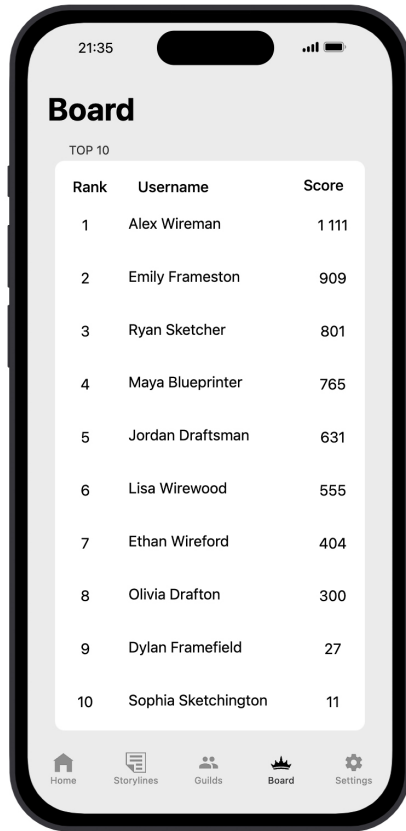 21:35
Board
TOP 10
Rank Username Score
1 Alex Wireman 1 111
2 Emily Frameston 909
3 Ryan Sketcher 801
4 Maya Blueprinter 765
5 Jordan Draftsman 631
6 Lisa Wirewood 555
7 Ethan Wireford 404
8 Olivia Drafton 300
9 Dylan Framefield 27
10 Sophia Sketchington 11
Home Storylines Guilds Board Settings